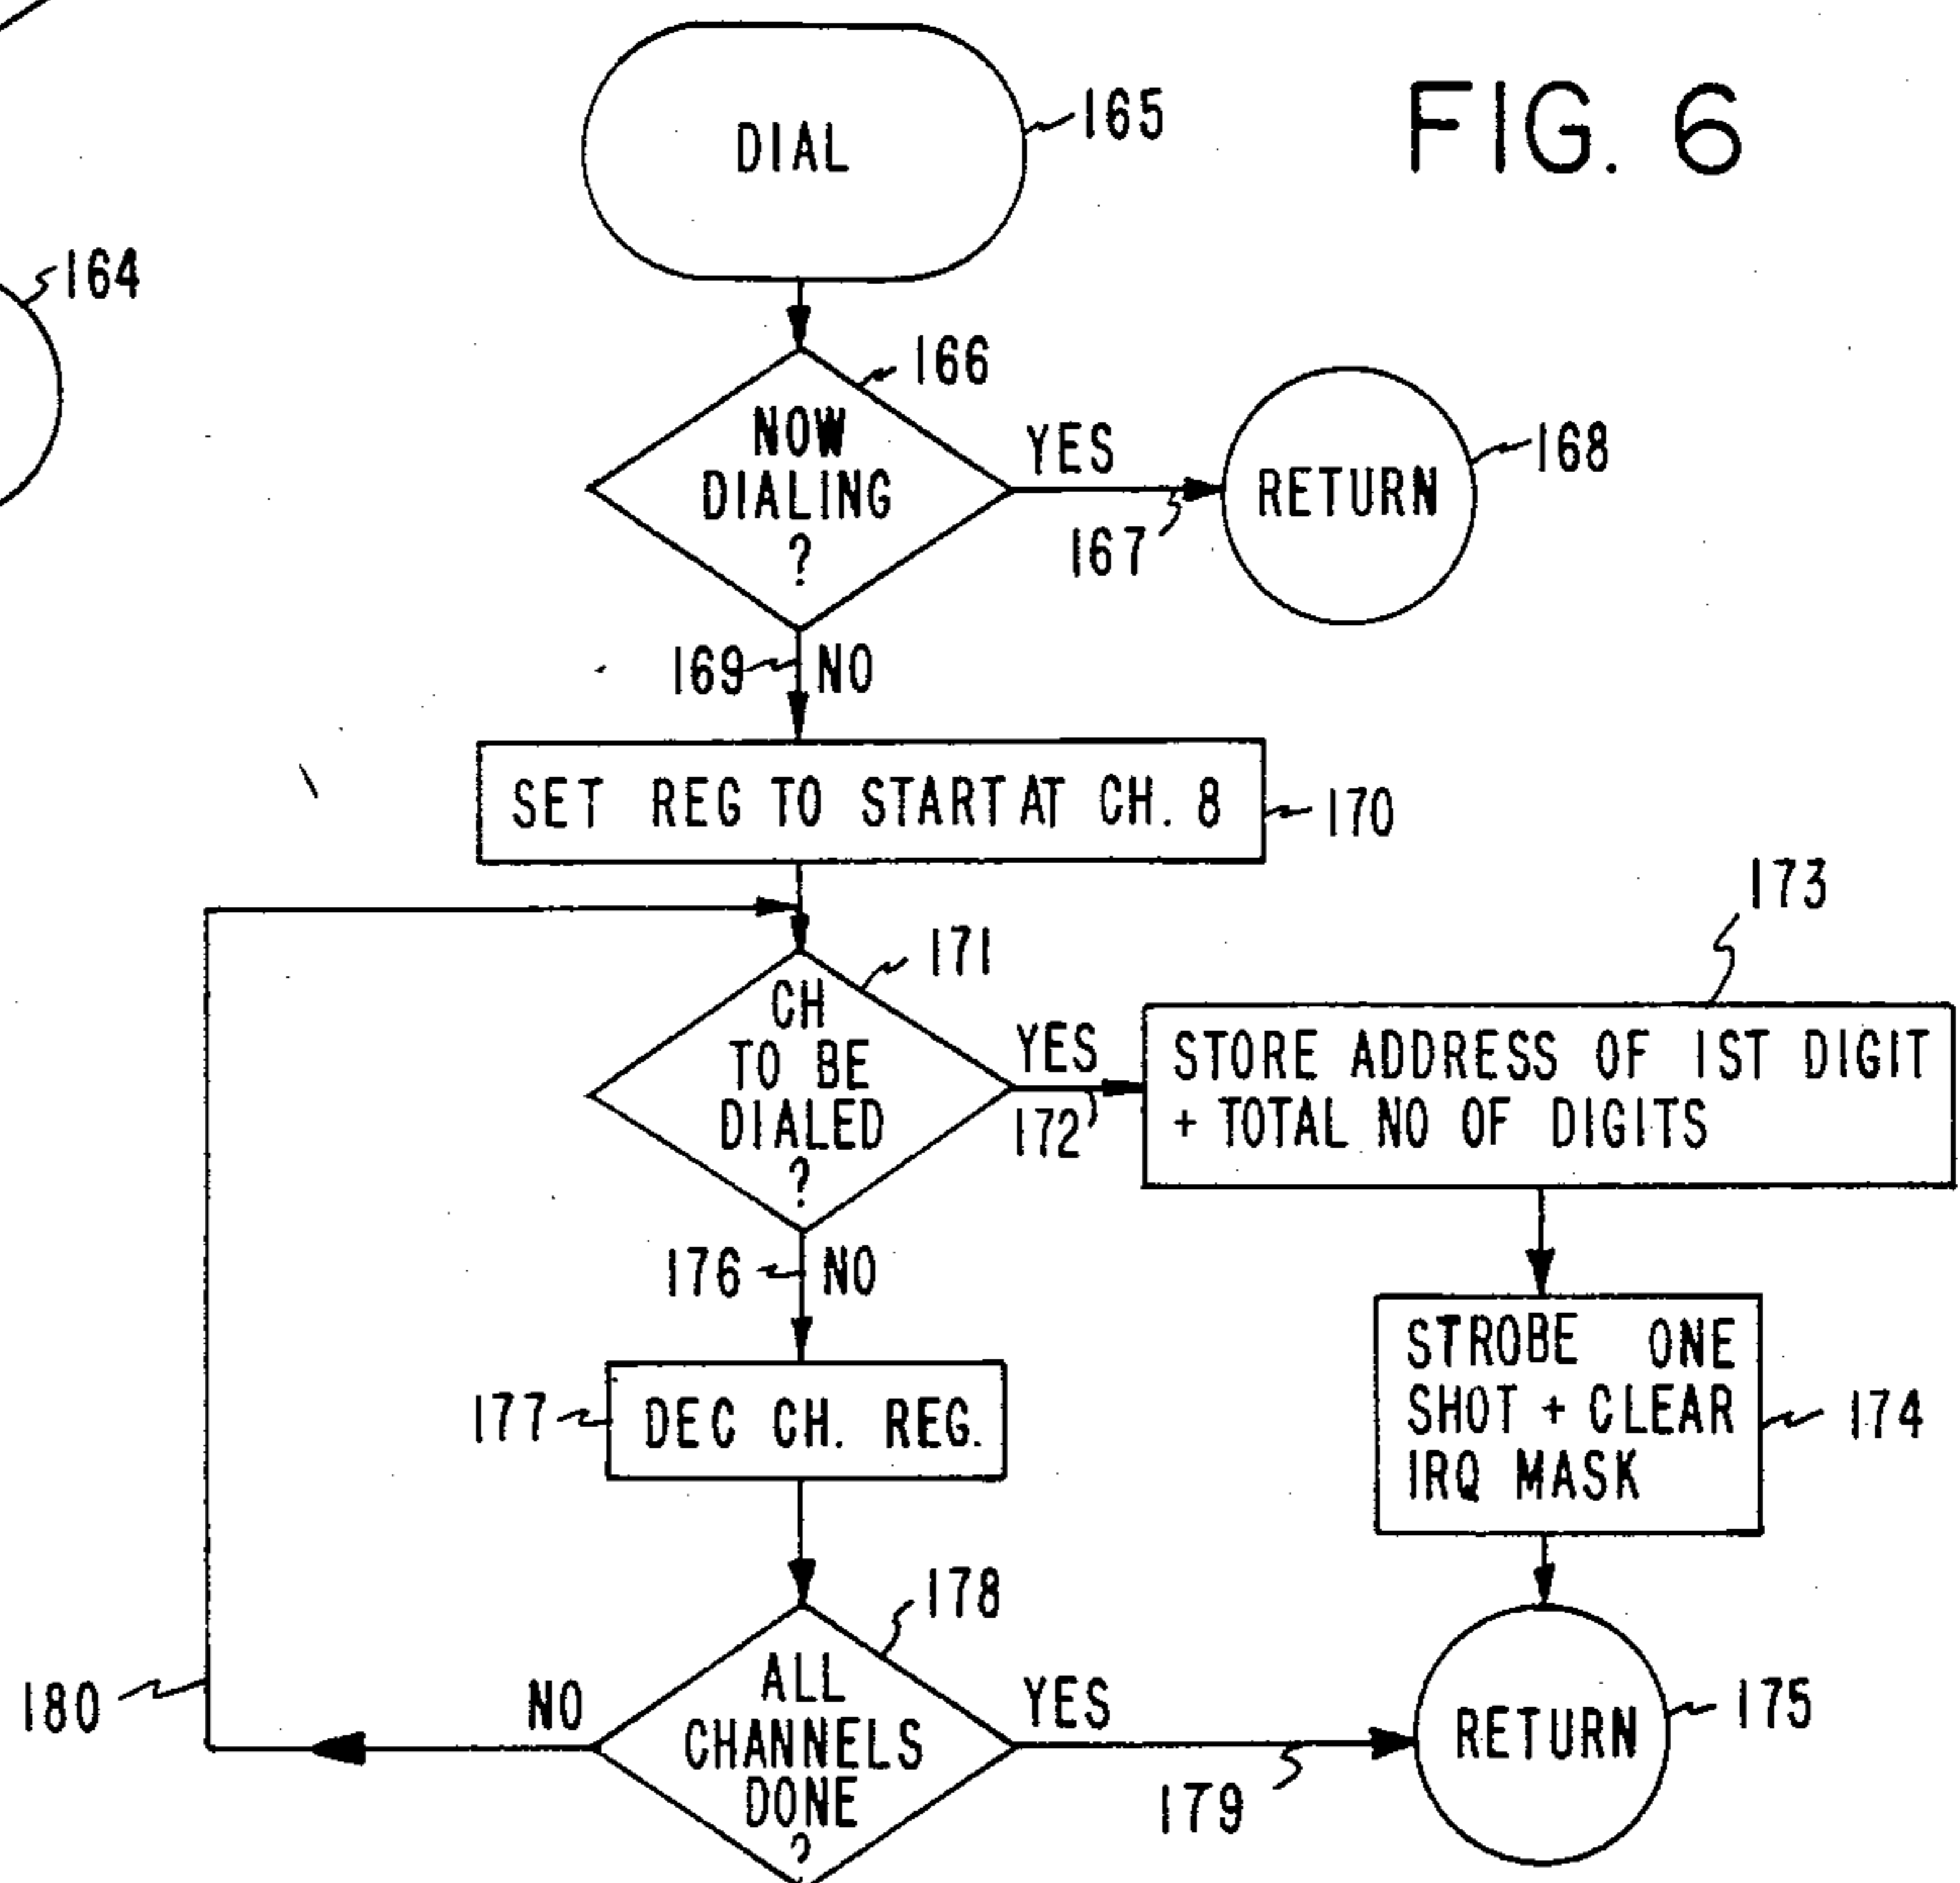 FIG. 6
164
DIAL
165
NOW
DIALING
?
166
YES
167
RETURN
168
169
NO
SET REG TO START AT CH. 8
170
CH
TO BE
DIALED
?
171
YES
172
173
STORE ADDRESS OF 1ST DIGIT
+ TOTAL NO OF DIGITS
STROBE ONE
SHOT + CLEAR
IRQ MASK
174
176
NO
177
DEC CH. REG.
ALL
CHANNELS
DONE
?
178
NO
180
YES
179
RETURN
175